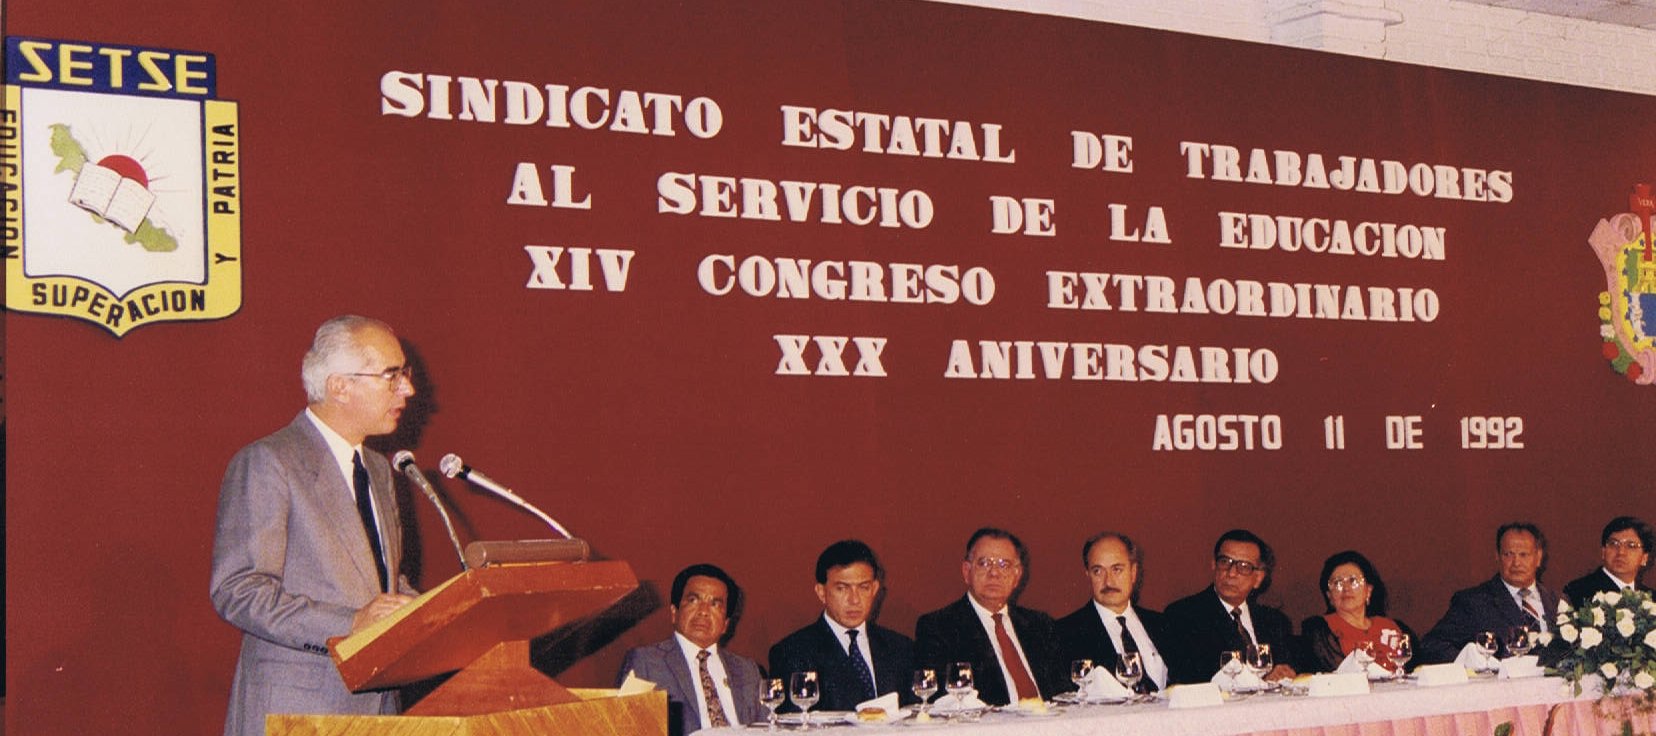 SETSE
EDUCACION
Y PATRIA
SUPERACION
SINDICATO ESTATAL DE TRABAJADORES
AL SERVICIO DE LA EDUCACION
XIV CONGRESO EXTRAORDINARIO
XXX ANIVERSARIO
AGOSTO 11 DE 1992
VERA